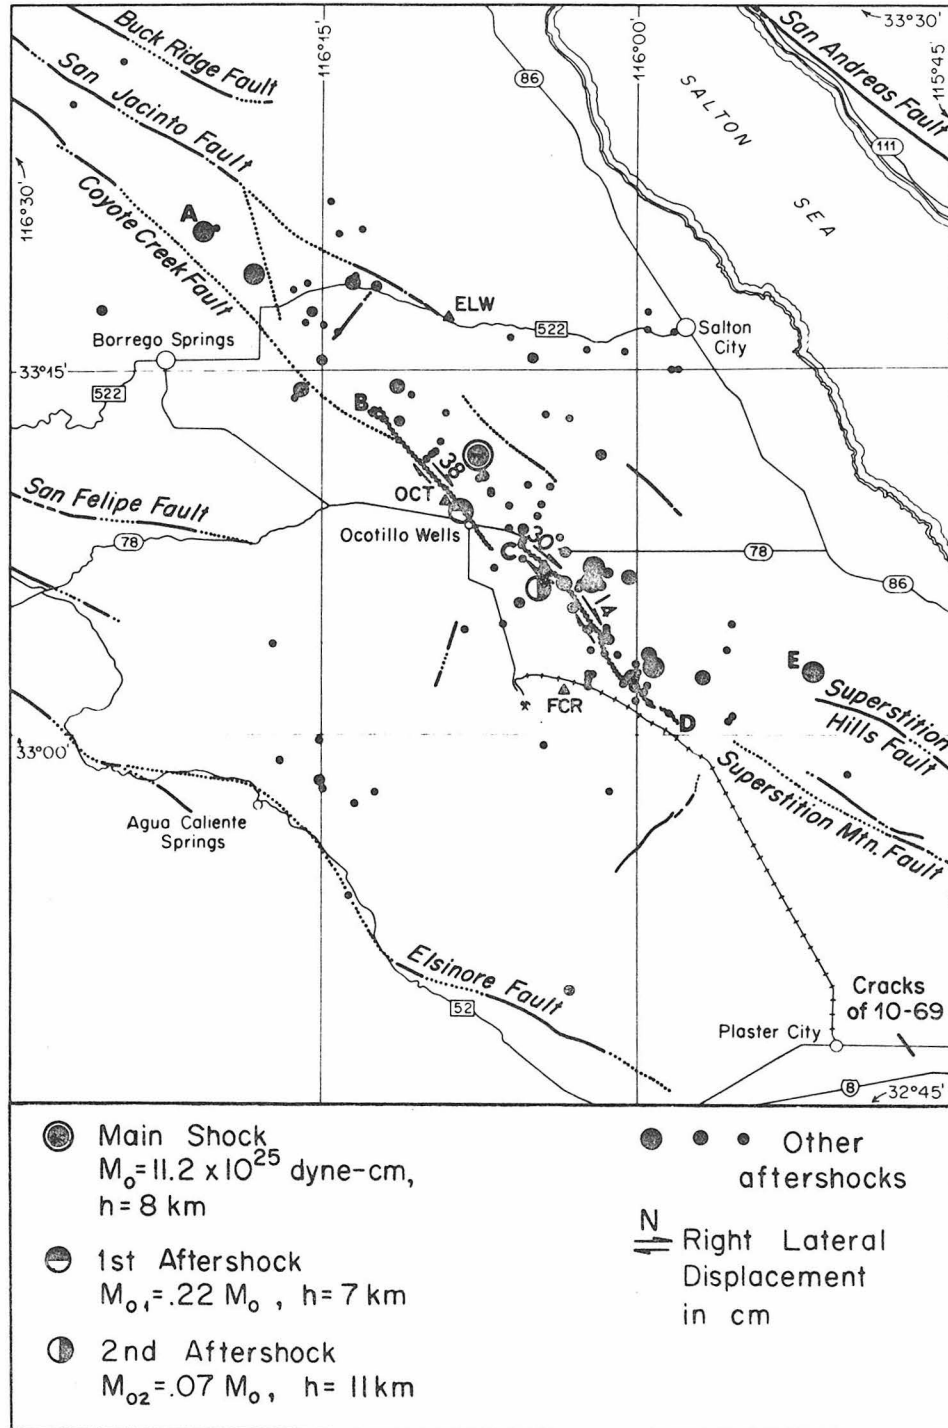 33°30'
Buck Ridge Fault
116°15'
116°00'
San Andreas Fault
115°45'
86
SALTON
SEA
111
San Jacinto Fault
116°30'
Coyote Creek Fault
A
ELW
522
Salton
City
Borrego Springs
33°15'
522
B
38
OCT
San Felipe Fault
78
Ocotillo Wells
30
C
78
86
14
E
FCR
D
Superstition
Hills Fault
33°00'
Superstition Mtn. Fault
Agua Caliente
Springs
Elsinore Fault
52
Cracks
of 10-69
Plaster City
8
32°45'
Main Shock
M₀=11.2 x 10²⁵ dyne-cm,
h= 8 km
1st Aftershock
M₀₁=.22 M₀ , h= 7 km
2nd Aftershock
M₀₂=.07 M₀, h= 11km
Other
aftershocks
N
Right Lateral
Displacement
in cm